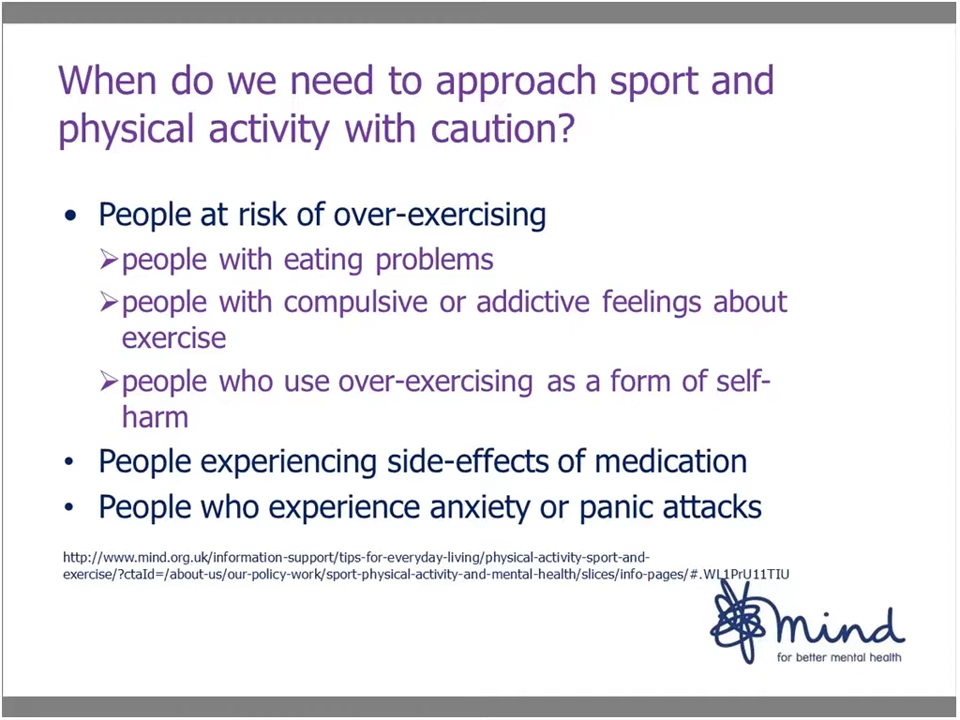 When do we need to approach sport and
physical activity with caution?
• People at risk of over-exercising
➢people with eating problems
➢people with compulsive or addictive feelings about
exercise
➢people who use over-exercising as a form of self-
harm
• People experiencing side-effects of medication
• People who experience anxiety or panic attacks
http://www.mind.org.uk/information-support/tips-for-everyday-living/physical-activity-sport-and-
exercise/?ctaId=/about-us/our-policy-work/sport-physical-activity-and-mental-health/slices/info-pages/#.WL1PrU11TIU
mind
for better mental health